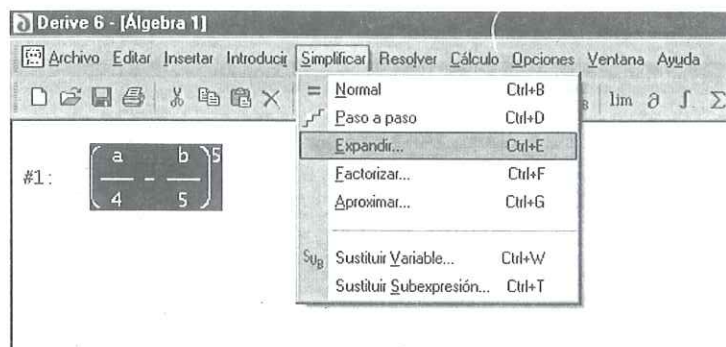 Derive 6 - [Álgebra 1]
Archivo Editar Insertar Introducir Simplificar Resolver Cálculo Opciones Ventana Ayuda
lim ∂ ∫ Σ
= Normal Ctrl+B
Paso a paso Ctrl+D
Expandir... Ctrl+E
Factorizar... Ctrl+F
Aproximar... Ctrl+G
SUB Sustituir Variable... Ctrl+W
Sustituir Subexpresión... Ctrl+T
#1: (a/4 - b/5)^5